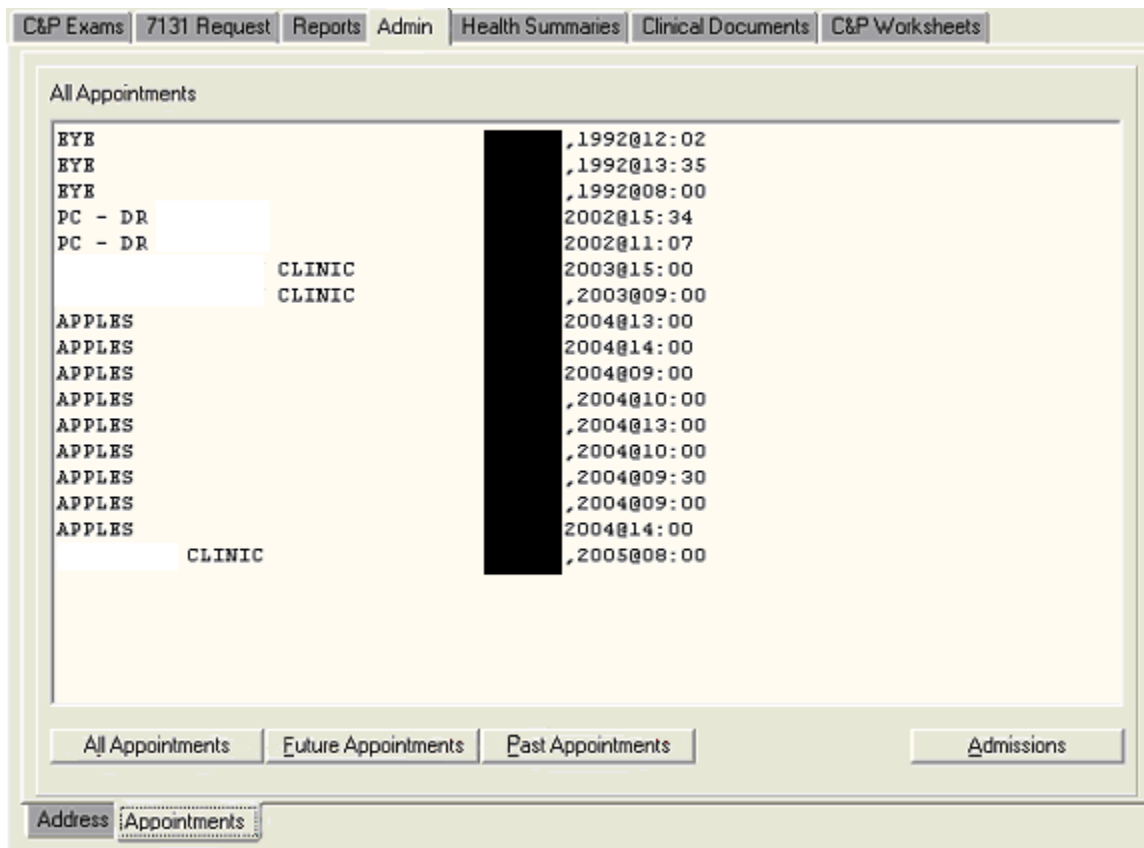 C&P Exams 7131 Request Reports Admin Health Summaries Clinical Documents C&P Worksheets
All Appointments
EYE ,1992@12:02
EYE ,1992@13:35
EYE ,1992@08:00
PC - DR 2002@15:34
PC - DR 2002@11:07
CLINIC 2003@15:00
CLINIC ,2003@09:00
APPLES 2004@13:00
APPLES 2004@14:00
APPLES 2004@09:00
APPLES ,2004@10:00
APPLES ,2004@13:00
APPLES ,2004@10:00
APPLES ,2004@09:30
APPLES ,2004@09:00
APPLES 2004@14:00
CLINIC ,2005@08:00
All Appointments Future Appointments Past Appointments Admissions
Address Appointments